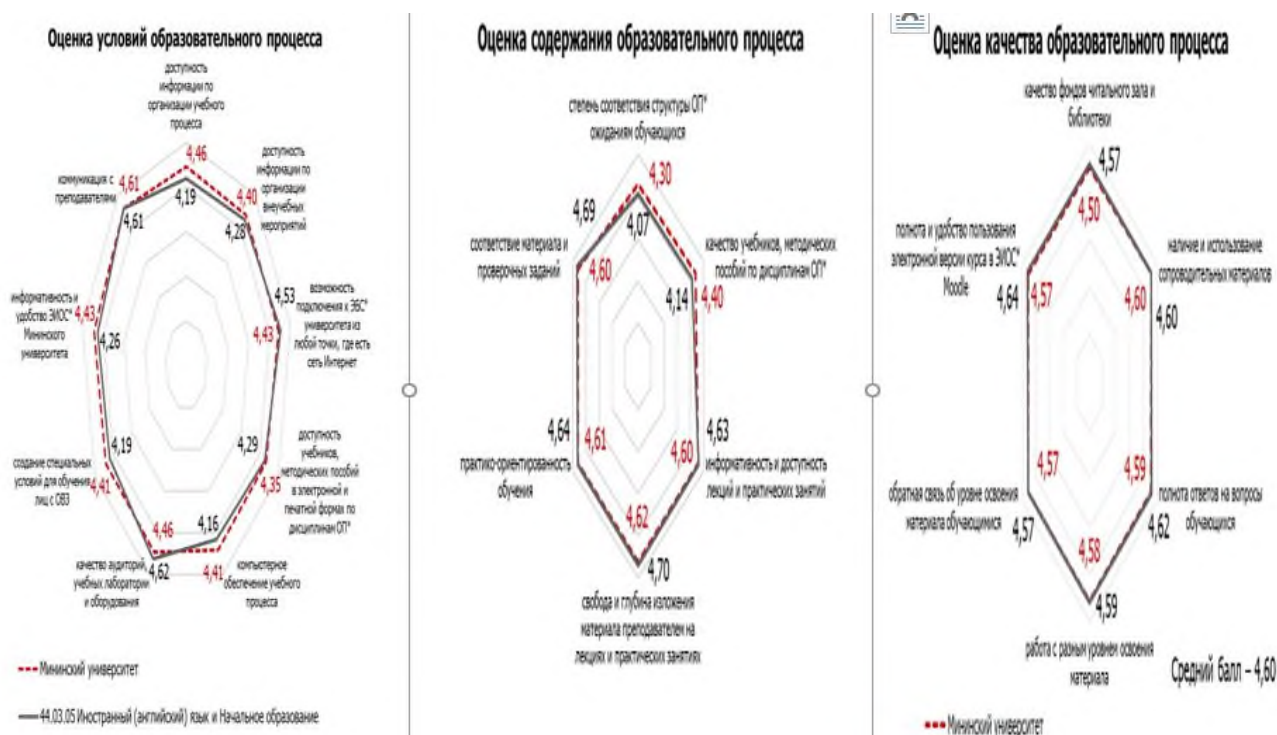 Оценка условий образовательного процесса
доступность
информации по
организации учебного
процесса
4,46
4,19
доступность
информации по
организации
внеучебных
мероприятий
4,40
4,28
возможность
подключения к ЭБС*
университета из
любой точки, где есть
сеть Интернет
4,53
4,43
доступность
учебников,
методических пособий
в электронной и
печатной формах по
дисциплинам ОП*
4,29
4,35
компьютерное
обеспечение учебного
процесса
4,16
4,41
качество аудиторий,
учебных лаборатории
и оборудования
4,46
4,62
создание специальных
условий для обучения
лиц с ОВЗ
4,19
4,41
информативность и
удобство ЭИОС*
Мининского
университета
4,43
4,26
коммуникация с
преподавателями
4,61
4,61
Мининский университет
44.03.05 Иностранный (английский) язык и Начальное образование
Оценка содержания образовательного процесса
степень соответствия структуры ОП*
ожиданиям обучающихся
4,30
4,07
качество учебников, методических
пособий по дисциплинам ОП*
4,14
4,40
информативность и доступность
лекций и практических занятий
4,63
4,60
свобода и глубина изложения
материала преподавателем на
лекциях и практических занятиях
4,62
4,70
практико-ориентированность
обучения
4,64
4,61
соответствие материала и
проверочных заданий
4,69
4,60
Оценка качества образовательного процесса
качество фондов читального зала и
библиотеки
4,57
4,50
наличие и использование
сопроводительных материалов
4,60
4,60
полнота ответов на вопросы
обучающихся
4,59
4,62
работа с разным уровнем освоения
материала
4,58
4,59
обратная связь об уровне освоения
материала обучающимися
4,57
4,57
полнота и удобство пользования
электронной версии курса в ЭИОС*
Moodle
4,64
4,57
Средний балл – 4,60
Мининский университет